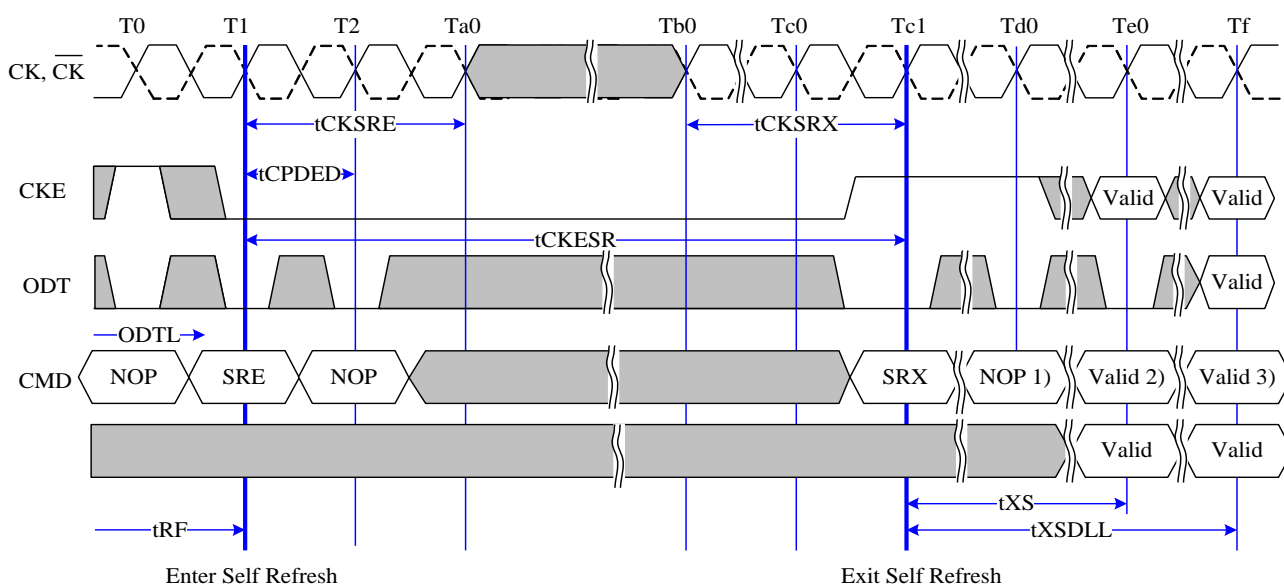 T0 T1 T2 Ta0 Tb0 Tc0 Tc1 Td0 Te0 Tf
CK, CK
tCKSRE tCKSRX
tCPDED
CKE Valid Valid
tCKESR
ODT Valid
ODTL
CMD NOP SRE NOP SRX NOP 1) Valid 2) Valid 3)
Valid Valid
tXS
tRF tXSDLL
Enter Self Refresh Exit Self Refresh